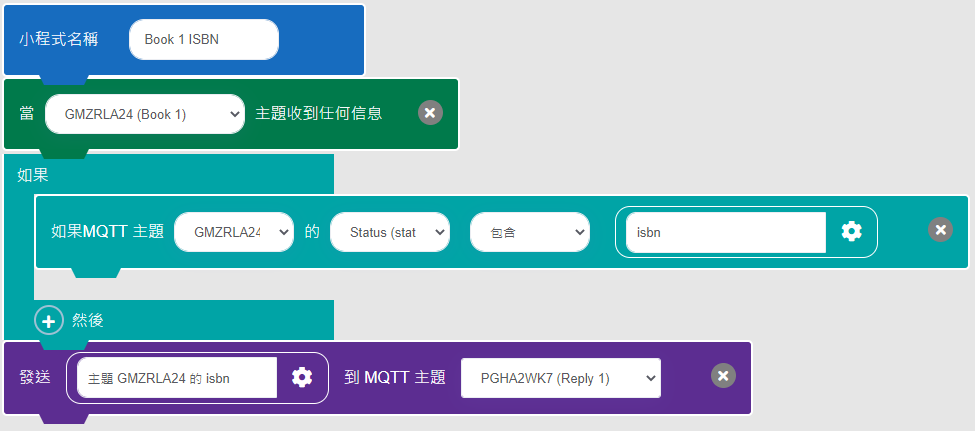 小程式名稱 Book 1 ISBN
當 GMZRLA24 (Book 1) 主題收到任何信息
如果
如果MQTT 主題 GMZRLA24 的 Status (stat 包含 isbn
然後
發送 主題 GMZRLA24 的 isbn 到 MQTT 主題 PGHA2WK7 (Reply 1)